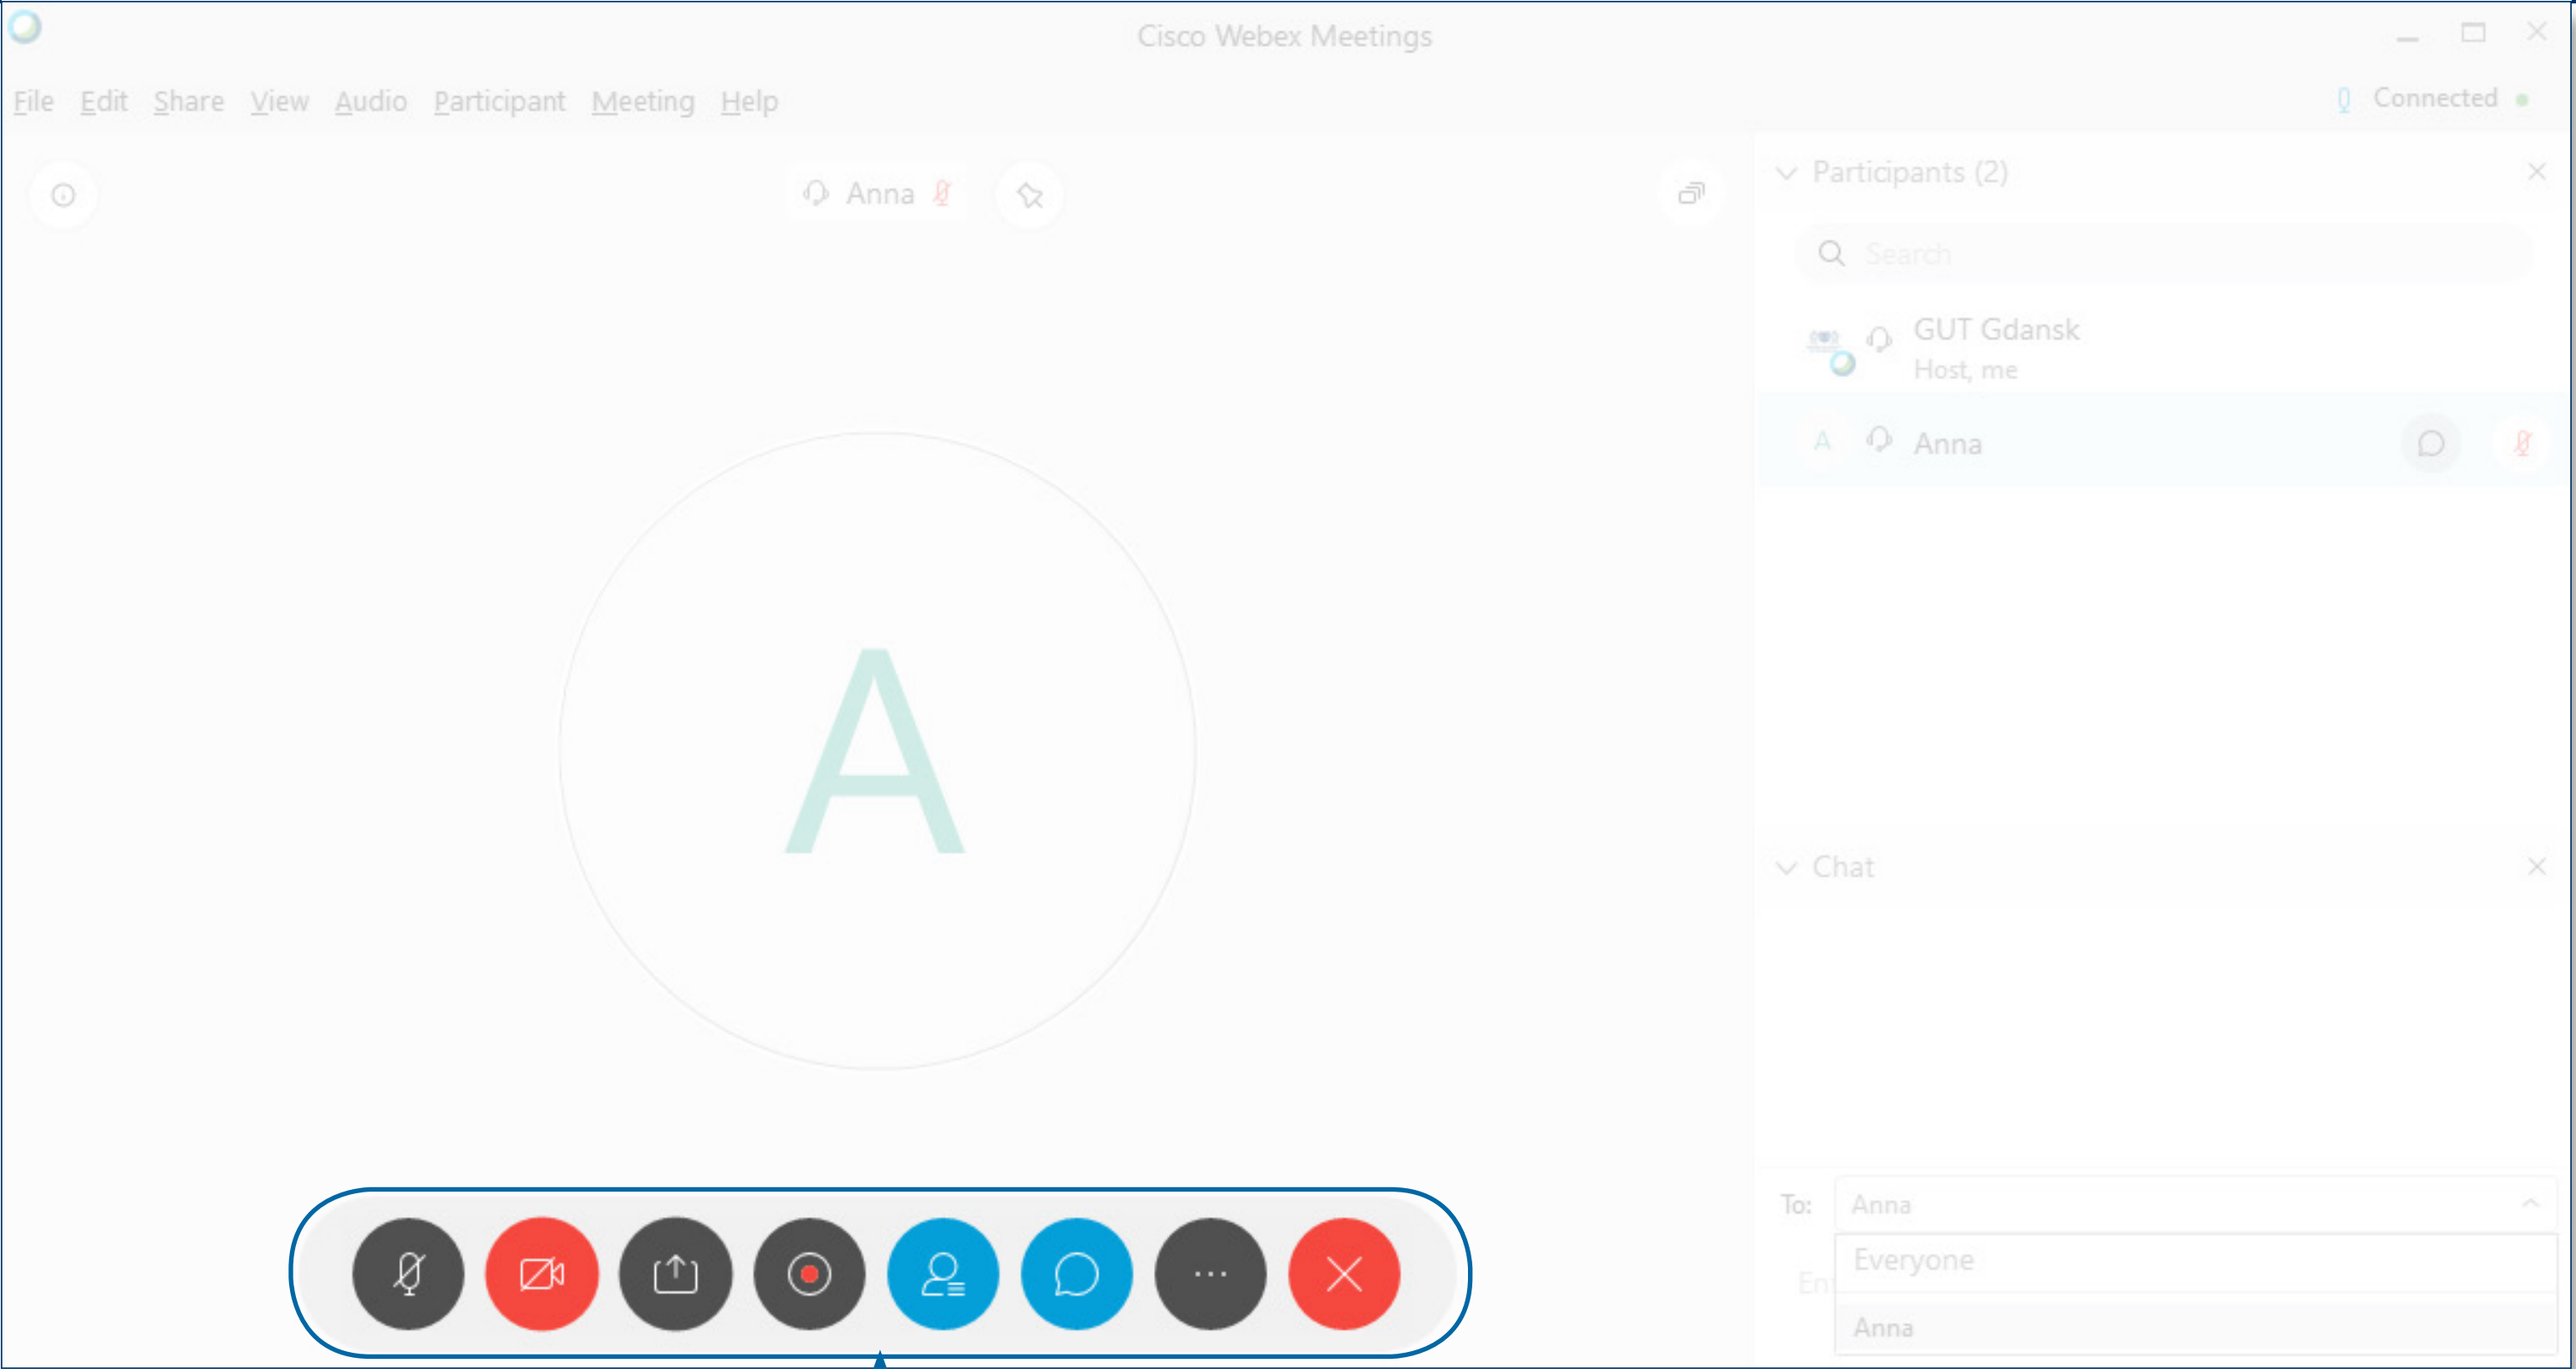 Cisco Webex Meetings
File Edit Share View Audio Participant Meeting Help
Connected
Anna
Participants (2)
Search
GUT Gdansk
Host, me
A Anna
A
Chat
To: Anna
Everyone
Anna